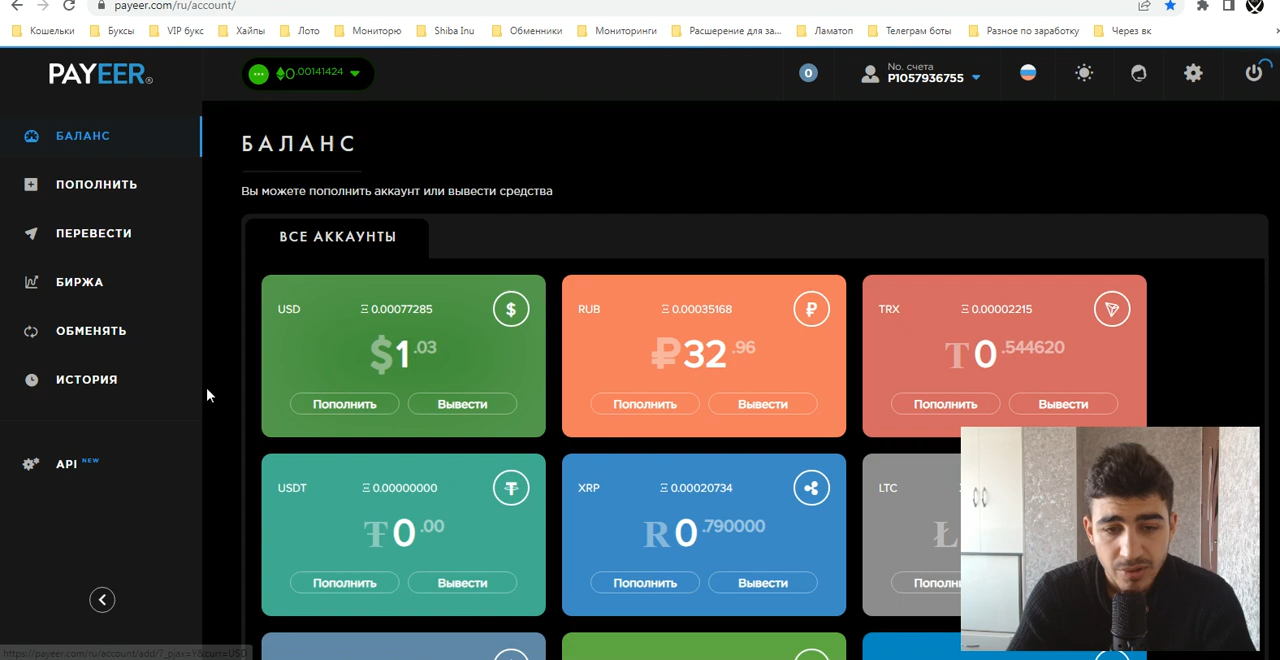 payeer.com/ru/account/
Кошельки Буксы VIP букс Хайпы Лото Мониторю Shiba Inu Обменники Мониторинги Расширение для за... Ламатоп Телеграм боты Разное по заработку Через вк
PAYEER®
0.00141424
0
No. счета
P1057936755
БАЛАНС
ПОПОЛНИТЬ
ПЕРЕВЕСТИ
БИРЖА
ОБМЕНЯТЬ
ИСТОРИЯ
API NEW
БАЛАНС
Вы можете пополнить аккаунт или вывести средства
ВСЕ АККАУНТЫ
USD Ξ 0.00077285 $
$1.03
Пополнить Вывести
RUB Ξ 0.00035168 ₽
₽32.96
Пополнить Вывести
TRX Ξ 0.00002215
T0.544620
Пополнить Вывести
USDT Ξ 0.00000000 ₮
₮0.00
Пополнить Вывести
XRP Ξ 0.00020734
R0.790000
Пополнить Вывести
LTC Ξ
Ł
https://payeer.com/ru/account/add/?_pjax=Y&curr=USD